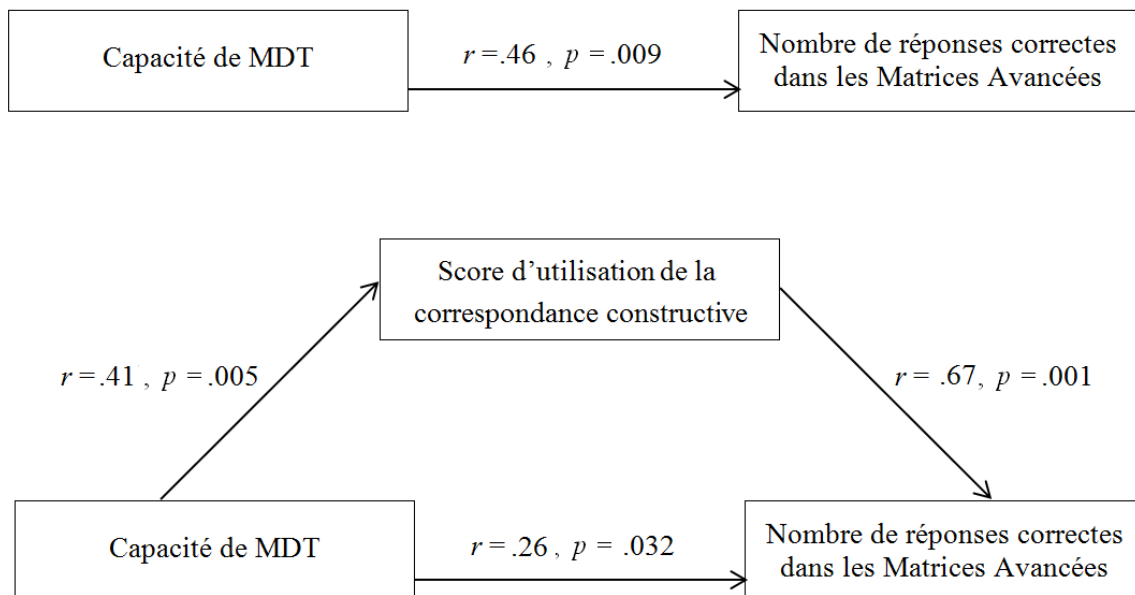 Capacité de MDT
r = .46 , p = .009
Nombre de réponses correctes
dans les Matrices Avancées
Score d’utilisation de la
correspondance constructive
r = .41 , p = .005
r = .67, p = .001
Capacité de MDT
r = .26 , p = .032
Nombre de réponses correctes
dans les Matrices Avancées